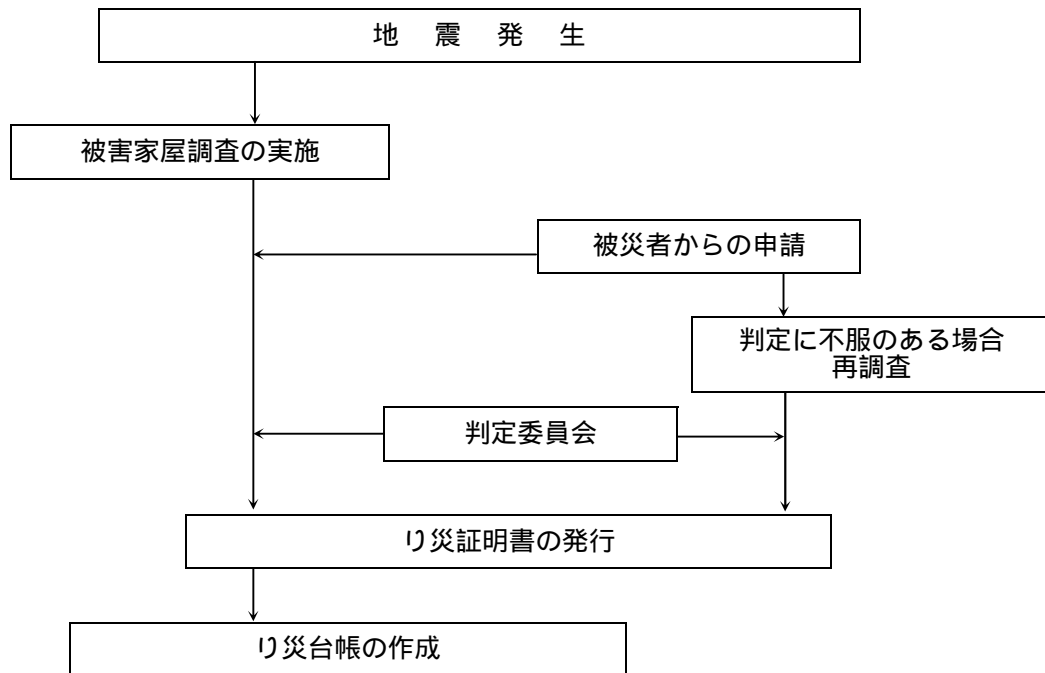 地　震　発　生
被害家屋調査の実施
被災者からの申請
判定に不服のある場合
再調査
判定委員会
り災証明書の発行
り災台帳の作成